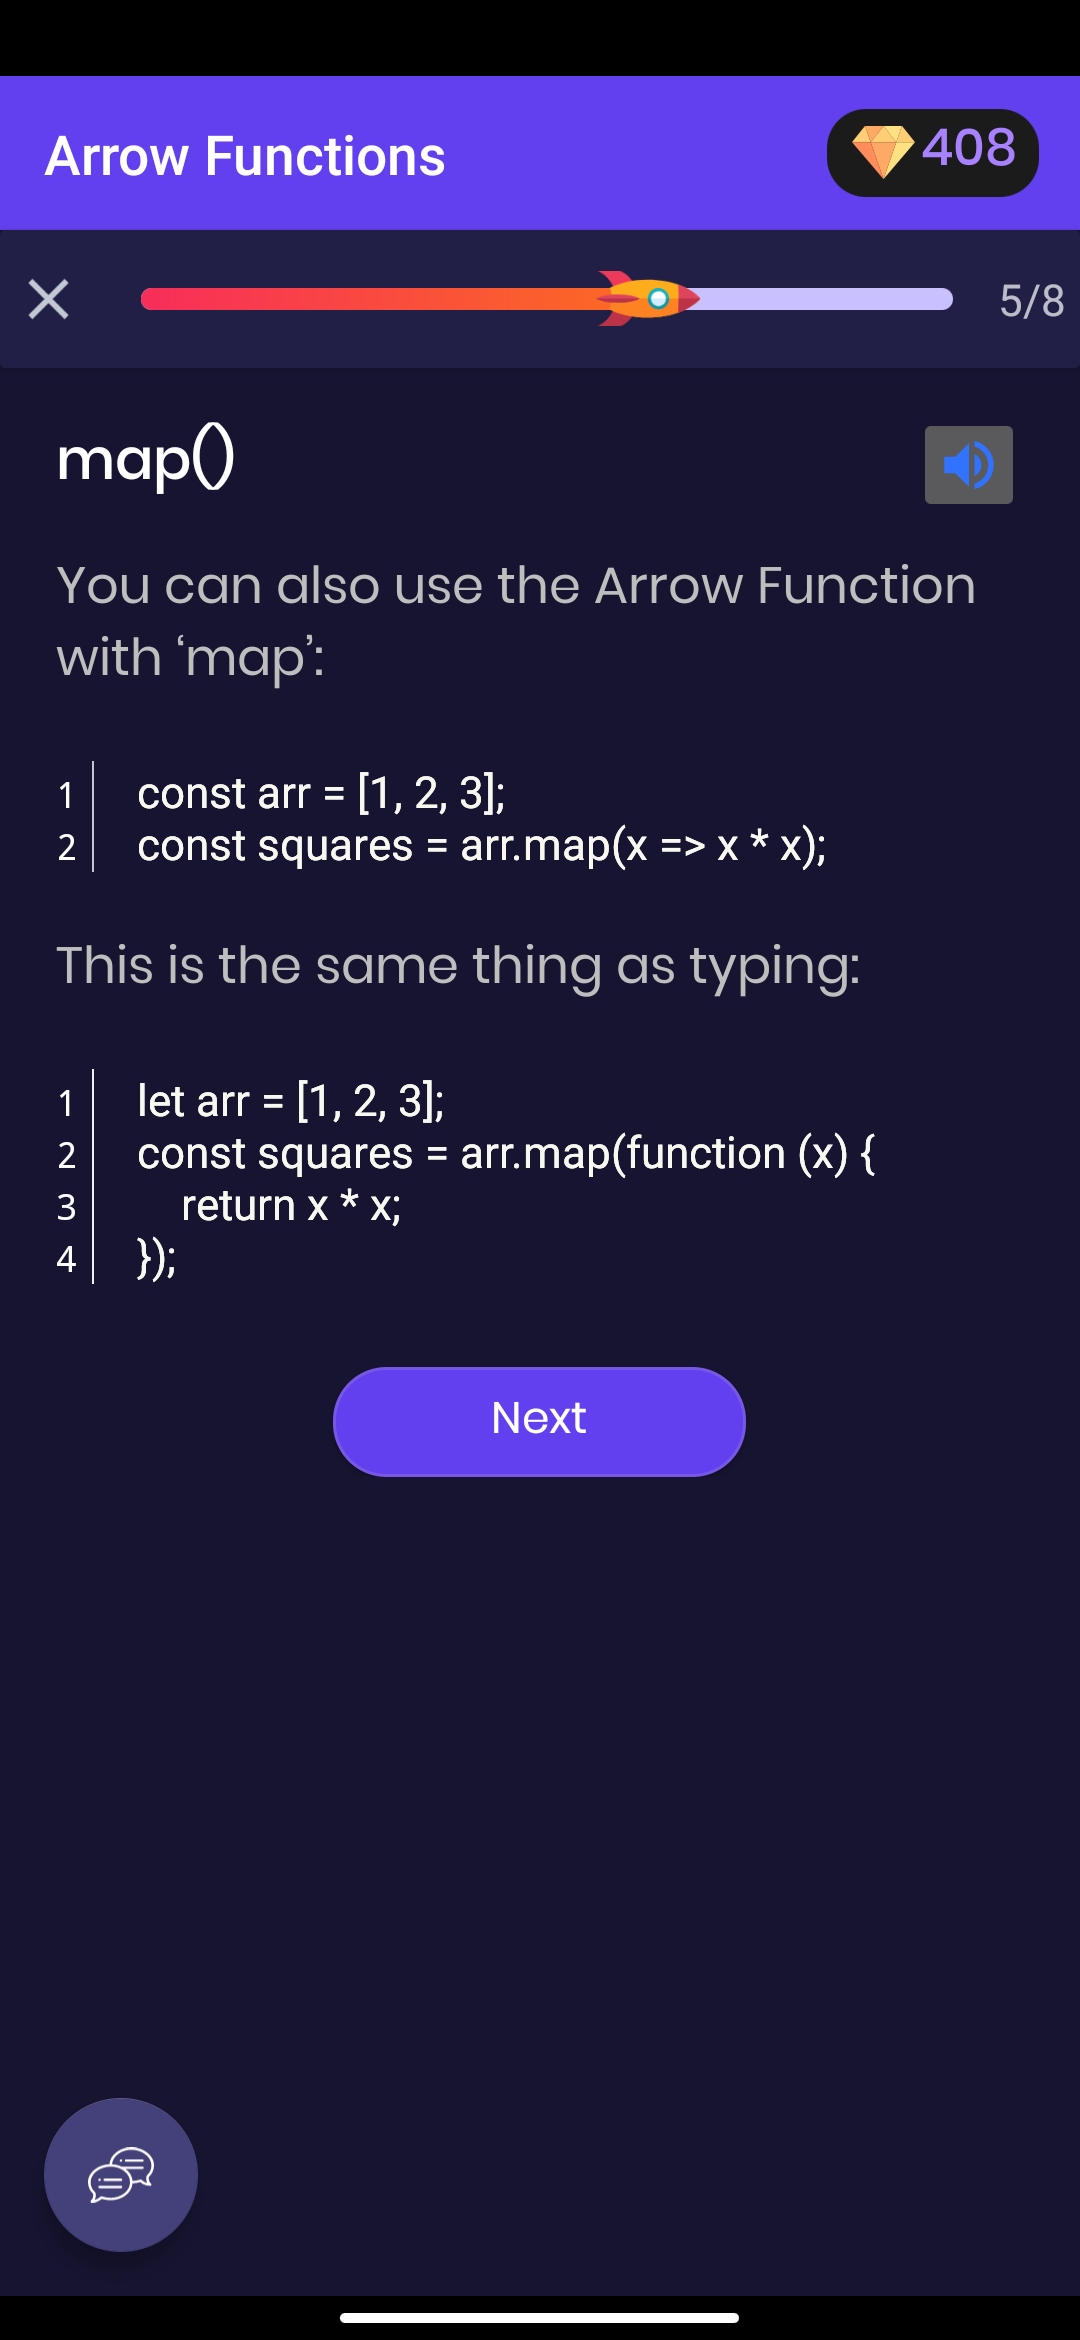 Arrow Functions
408
5/8
map()
You can also use the Arrow Function
with ‘map’:
1 const arr = [1, 2, 3];
2 const squares = arr.map(x => x * x);
This is the same thing as typing:
1 let arr = [1, 2, 3];
2 const squares = arr.map(function (x) {
3 return x * x;
4 });
Next